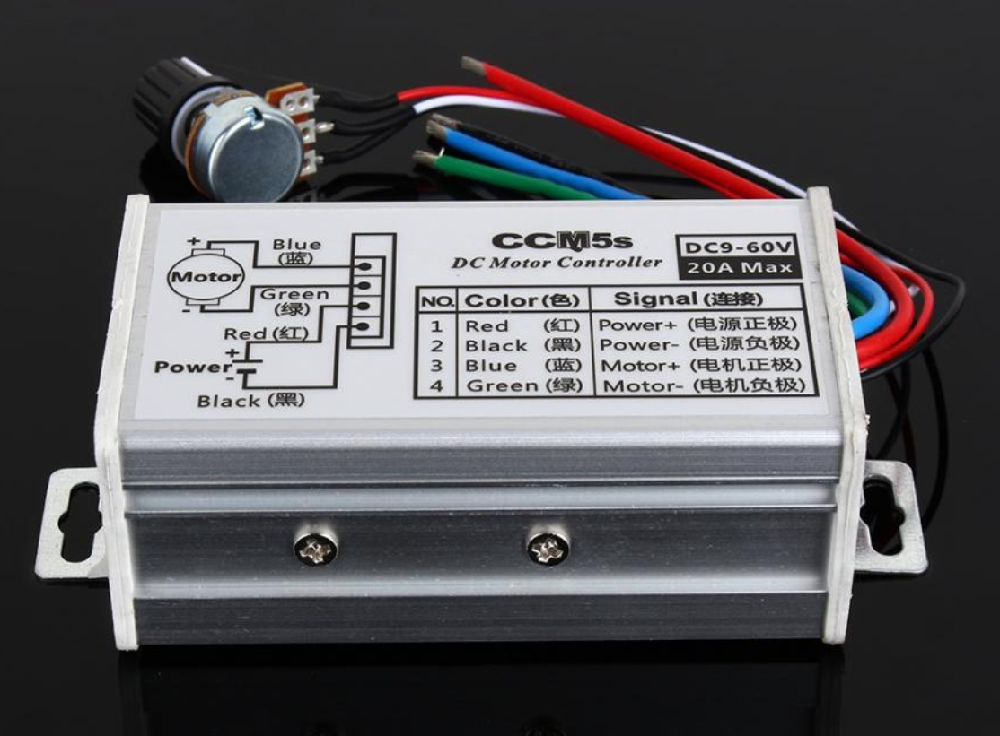 +
Blue
(蓝)
Motor
Green
(绿)
-
Red (红)
+
Power
-
Black (黑)
CCM5s
DC Motor Controller
DC9-60V
20A Max
NO. Color (色) Signal (连接)
1 Red (红) Power+ (电源正极)
2 Black (黑) Power- (电源负极)
3 Blue (蓝) Motor+ (电机正极)
4 Green (绿) Motor- (电机负极)